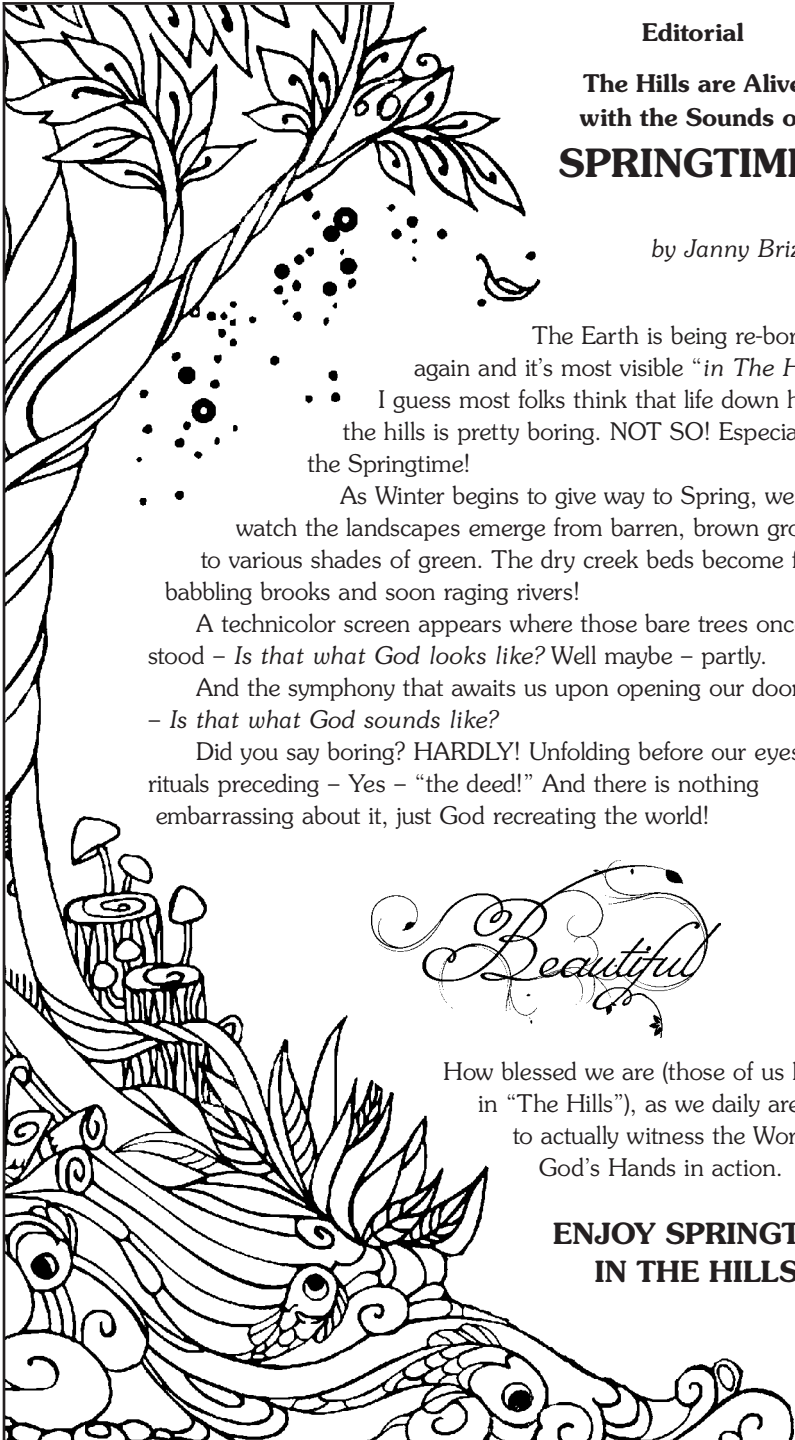 Editorial
The Hills are Alive
with the Sounds o
SPRINGTIME
by Janny Briz
The Earth is being re-bor
again and it's most visible “in The H
I guess most folks think that life down h
the hills is pretty boring. NOT SO! Especia
the Springtime!
As Winter begins to give way to Spring, we
watch the landscapes emerge from barren, brown gro
to various shades of green. The dry creek beds become f
babbling brooks and soon raging rivers!
A technicolor screen appears where those bare trees onc
stood – Is that what God looks like? Well maybe – partly.
And the symphony that awaits us upon opening our door
– Is that what God sounds like?
Did you say boring? HARDLY! Unfolding before our eyes
rituals preceding – Yes – “the deed!” And there is nothing
embarrassing about it, just God recreating the world!
Beautiful
How blessed we are (those of us l
in “The Hills”), as we daily are
to actually witness the Wor
God’s Hands in action.
ENJOY SPRINGT
IN THE HILLS